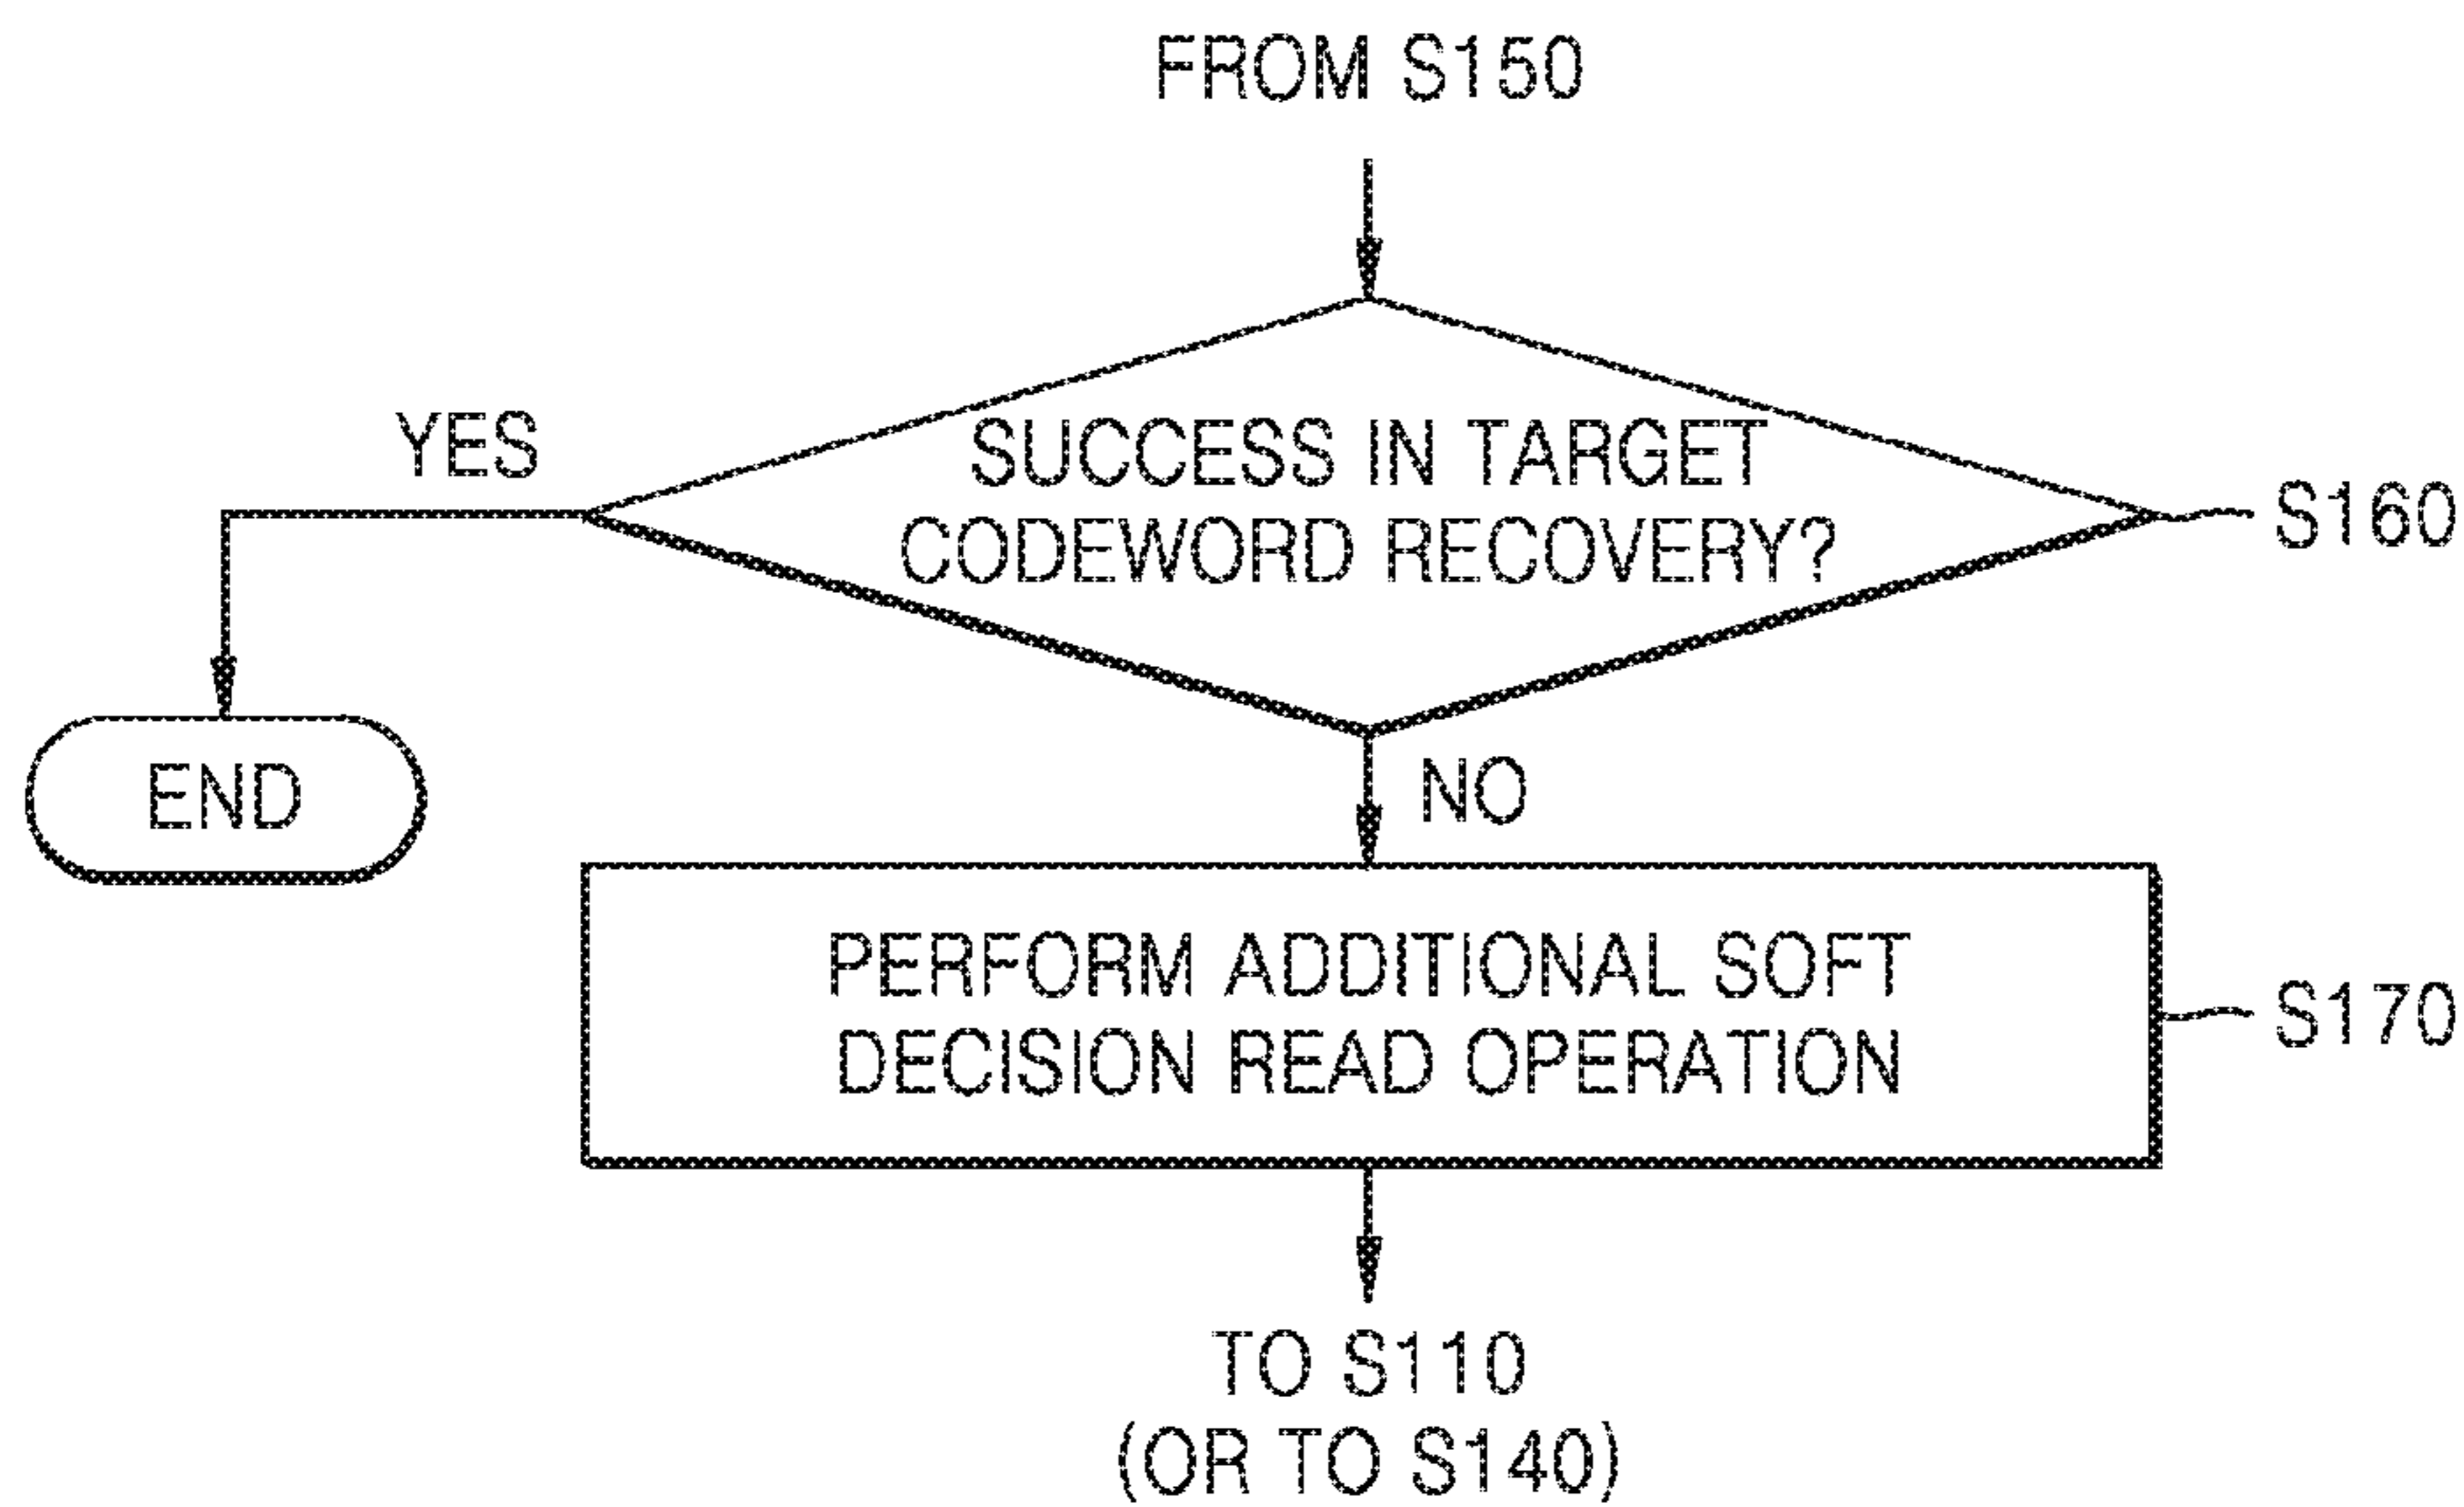 FROM S150
YES
SUCCESS IN TARGET
CODEWORD RECOVERY?
S160
END
NO
PERFORM ADDITIONAL SOFT
DECISION READ OPERATION
S170
TO S110
(OR TO S140)